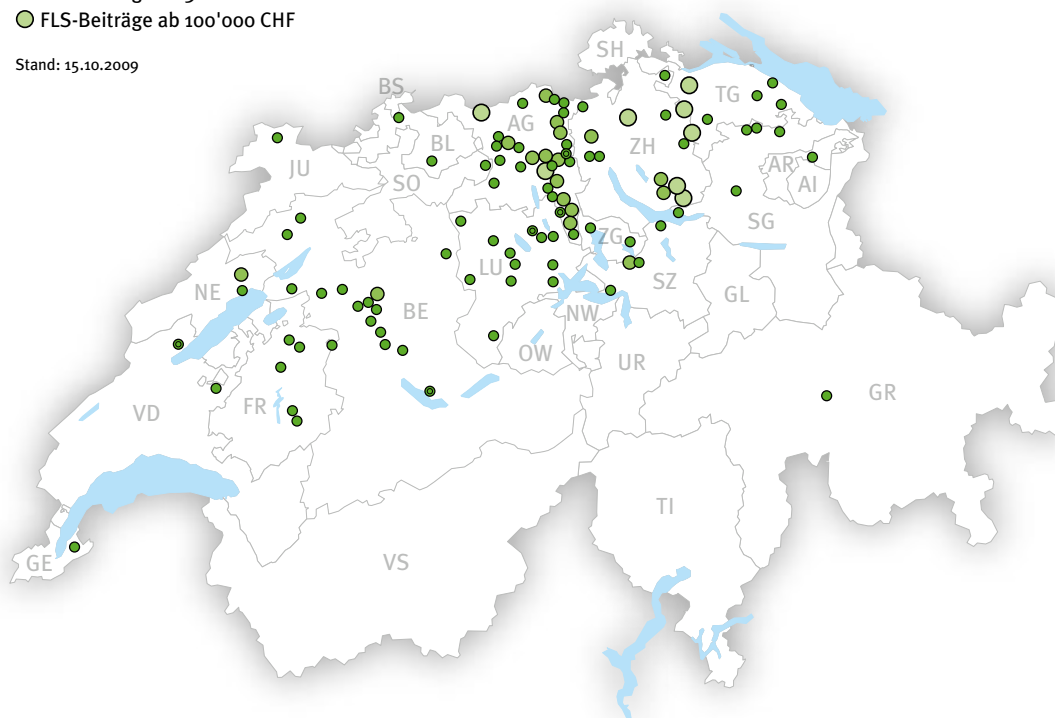 FLS-Beiträge ab 100'000 CHF
Stand: 15.10.2009
SH
BS
TG
AG
BL
ZH
JU
AR
AI
SO
SG
ZG
LU
SZ
NE
GL
BE
NW
OW
UR
GR
VD
FR
TI
VS
GE